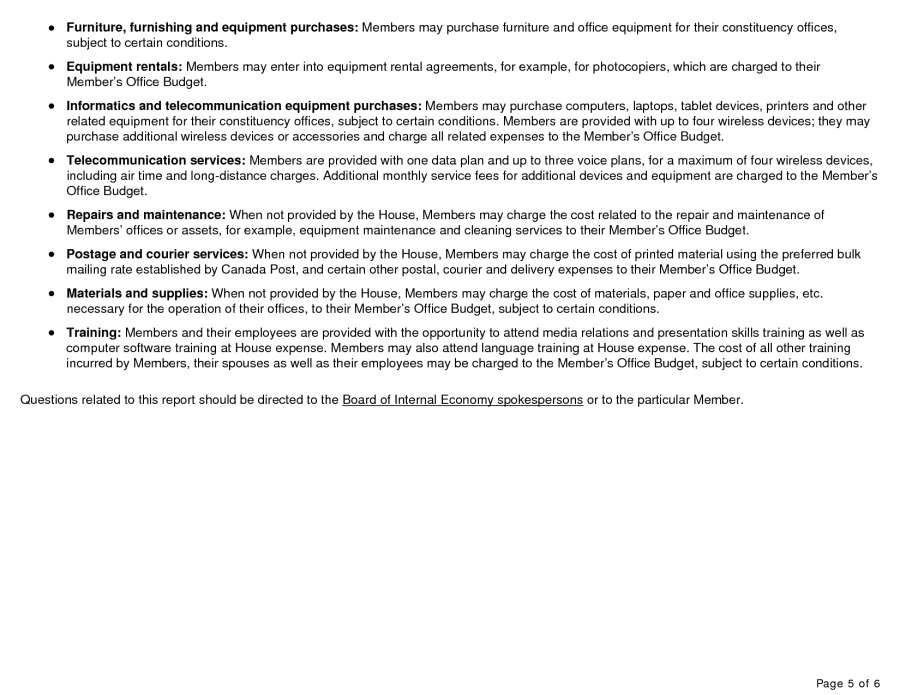 • Furniture, furnishing and equipment purchases: Members may purchase furniture and office equipment for their constituency offices,
subject to certain conditions.
• Equipment rentals: Members may enter into equipment rental agreements, for example, for photocopiers, which are charged to their
Member's Office Budget.
• Informatics and telecommunication equipment purchases: Members may purchase computers, laptops, tablet devices, printers and other
related equipment for their constituency offices, subject to certain conditions. Members are provided with up to four wireless devices; they may
purchase additional wireless devices or accessories and charge all related expenses to the Member's Office Budget.
• Telecommunication services: Members are provided with one data plan and up to three voice plans, for a maximum of four wireless devices,
including air time and long-distance charges. Additional monthly service fees for additional devices and equipment are charged to the Member's
Office Budget.
• Repairs and maintenance: When not provided by the House, Members may charge the cost related to the repair and maintenance of
Members' offices or assets, for example, equipment maintenance and cleaning services to their Member's Office Budget.
• Postage and courier services: When not provided by the House, Members may charge the cost of printed material using the preferred bulk
mailing rate established by Canada Post, and certain other postal, courier and delivery expenses to their Member's Office Budget.
• Materials and supplies: When not provided by the House, Members may charge the cost of materials, paper and office supplies, etc.
necessary for the operation of their offices, to their Member's Office Budget, subject to certain conditions.
• Training: Members and their employees are provided with the opportunity to attend media relations and presentation skills training as well as
computer software training at House expense. Members may also attend language training at House expense. The cost of all other training
incurred by Members, their spouses as well as their employees may be charged to the Member's Office Budget, subject to certain conditions.
Questions related to this report should be directed to the Board of Internal Economy spokespersons or to the particular Member.
Page 5 of 6